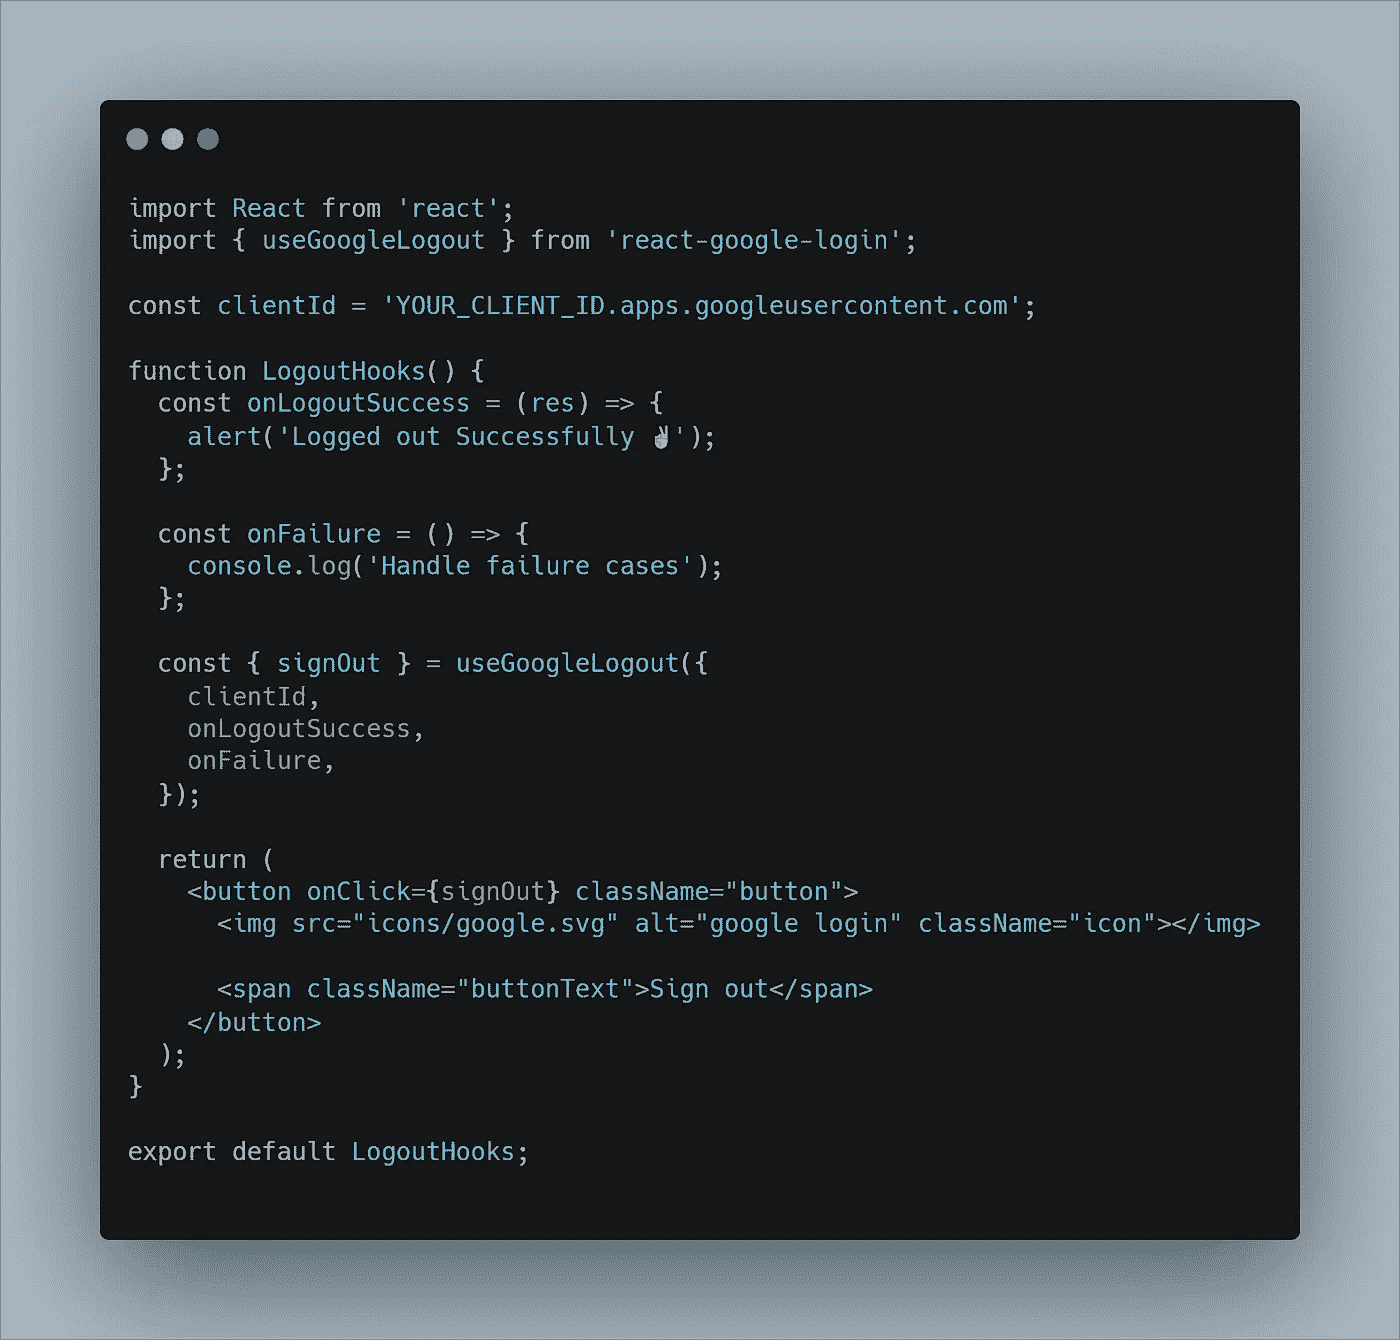 import React from 'react';
import { useGoogleLogout } from 'react-google-login';

const clientId = 'YOUR_CLIENT_ID.apps.googleusercontent.com';

function LogoutHooks() {
  const onLogoutSuccess = (res) => {
    alert('Logged out Successfully ✌');
  };

  const onFailure = () => {
    console.log('Handle failure cases');
  };

  const { signOut } = useGoogleLogout({
    clientId,
    onLogoutSuccess,
    onFailure,
  });

  return (
    <button onClick={signOut} className="button">
      <img src="icons/google.svg" alt="google login" className="icon"></img>

      <span className="buttonText">Sign out</span>
    </button>
  );
}

export default LogoutHooks;